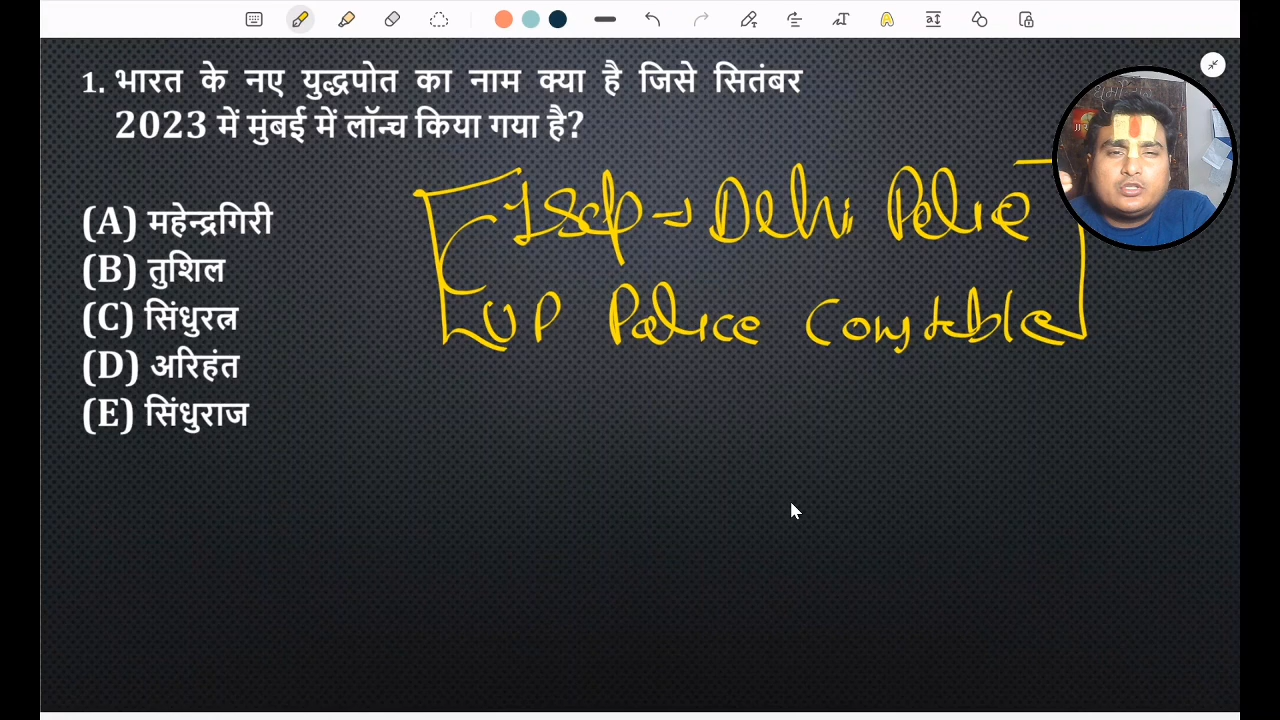 1. भारत के नए युद्धपोत का नाम क्या है जिसे सितंबर
2023 में मुंबई में लॉन्च किया गया है?
(A) महेन्द्रगिरी
(B) तुशिल
(C) सिंधुरत्न
(D) अरिहंत
(E) सिंधुराज
Delhi Police
UP Police Constable